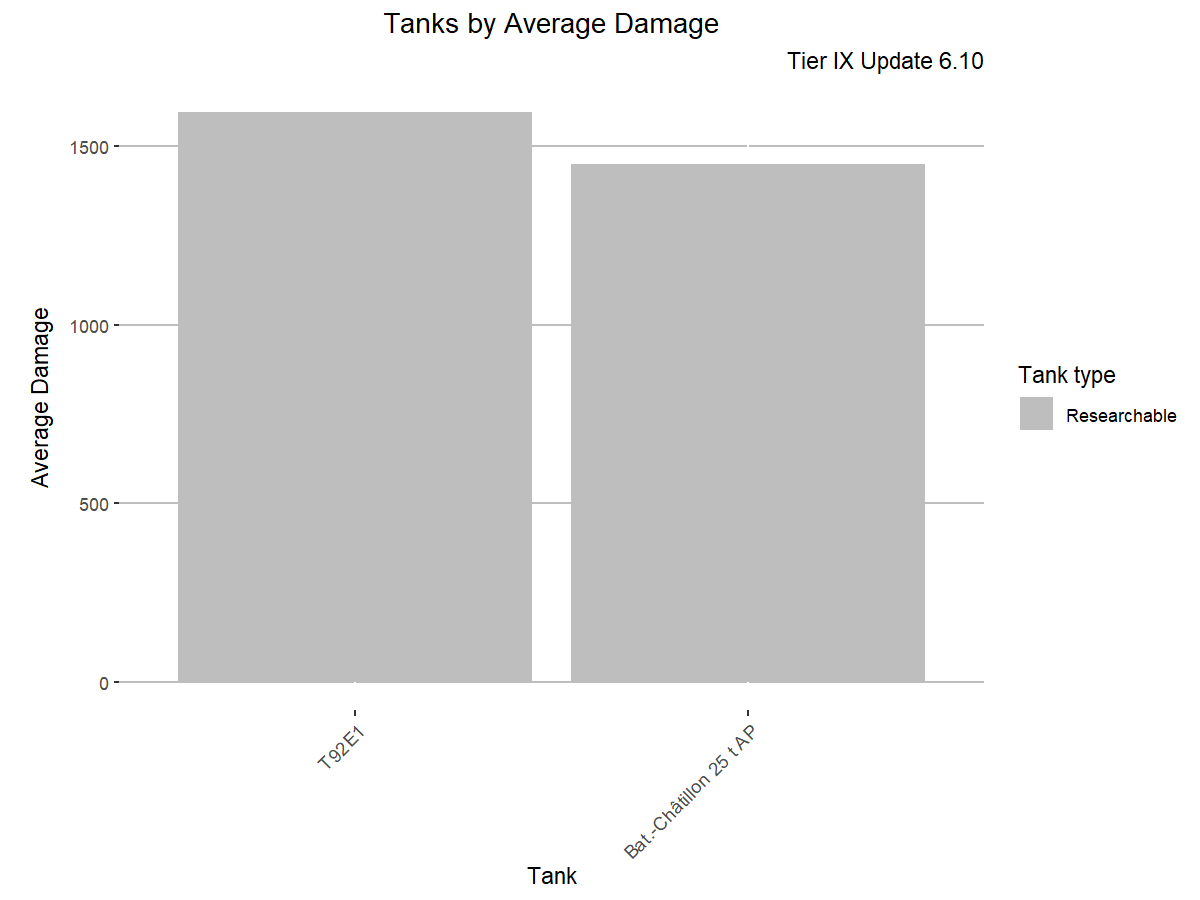 Tanks by Average Damage
Tier IX Update 6.10
Average Damage
1500
1000
500
0
T92E1
Bat.-Châtillon 25 t AP
Tank
Tank type
Researchable